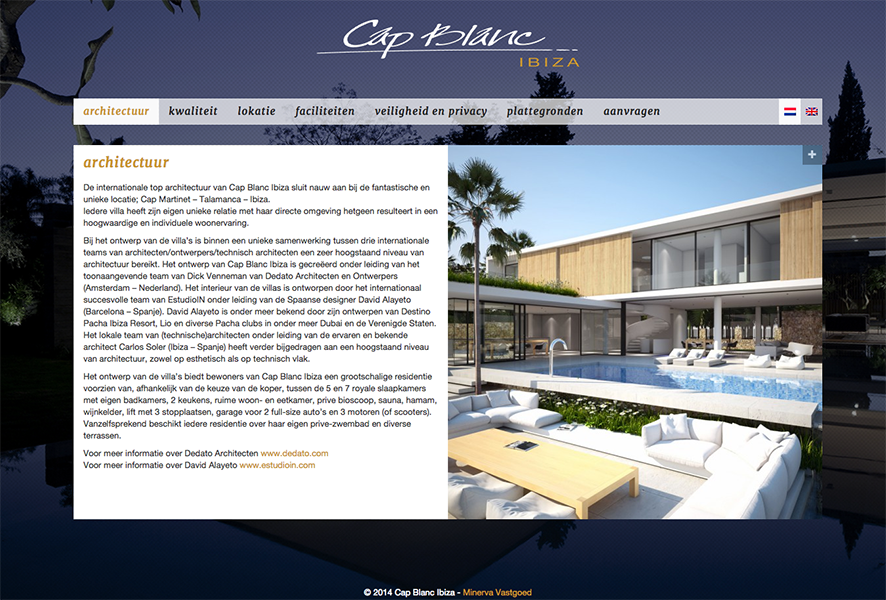 Cap Blanc
IBIZA
architectuur kwaliteit lokatie faciliteiten veiligheid en privacy plattegronden aanvragen
+
architectuur
De internationale top architectuur van Cap Blanc Ibiza sluit nauw aan bij de fantastische en
unieke locatie; Cap Martinet – Talamanca – Ibiza.
Iedere villa heeft zijn eigen unieke relatie met haar directe omgeving hetgeen resulteert in een
hoogwaardige en individuele woonervaring.
Bij het ontwerp van de villa's is binnen een unieke samenwerking tussen drie internationale
teams van architecten/ontwerpers/technisch architecten een zeer hoogstaand niveau van
architectuur bereikt. Het ontwerp van Cap Blanc Ibiza is gecreëerd onder leiding van het
toonaangevende team van Dick Venneman van Dedato Architecten en Ontwerpers
(Amsterdam – Nederland). Het interieur van de villas is ontworpen door het internationaal
succesvolle team van EstudioIN onder leiding van de Spaanse designer David Alayeto
(Barcelona – Spanje). David Alayeto is onder meer bekend door zijn ontwerpen van Destino
Pacha Ibiza Resort, Lio en diverse Pacha clubs in onder meer Dubai en de Verenigde Staten.
Het lokale team van (technische)architecten onder leiding van de ervaren en bekende
architect Carlos Soler (Ibiza – Spanje) heeft verder bijgedragen aan een hoogstaand niveau
van architectuur, zowel op esthetisch als op technisch vlak.
Het ontwerp van de villa's biedt bewoners van Cap Blanc Ibiza een grootschalige residentie
voorzien van, afhankelijk van de keuze van de koper, tussen de 5 en 7 royale slaapkamers
met eigen badkamers, 2 keukens, ruime woon- en eetkamer, prive bioscoop, sauna, hamam,
wijnkelder, lift met 3 stopplaatsen, garage voor 2 full-size auto's en 3 motoren (of scooters).
Vanzelfsprekend beschikt iedere residentie over haar eigen prive-zwembad en diverse
terrassen.
Voor meer informatie over Dedato Architecten www.dedato.com
Voor meer informatie over David Alayeto www.estudioin.com
© 2014 Cap Blanc Ibiza - Minerva Vastgoed